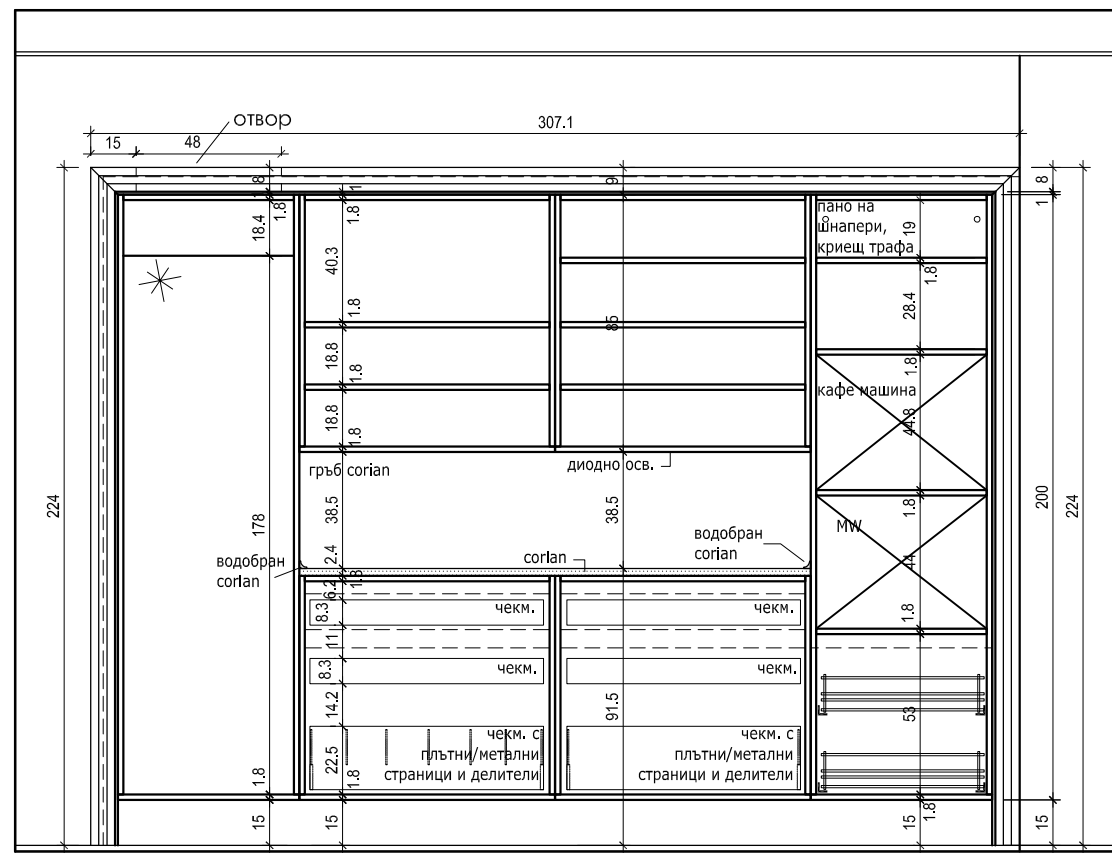 отвор
307.1
15
48
1.8
1
9
8
1
1.8
18.4
1.8
пано на
шнапери,
криещ трафа
19
40.3
1.8
28.4
1.8
85
18.8
1.8
1.8
кафе машина
44.8
18.8
1.8
гръб corian
диодно осв.
224
178
38.5
38.5
1.8
200
224
MW
водобран
corian
2.4
corian
водобран
corian
44
1.8
6.2
8.3
чекм.
чекм.
1.8
11
8.3
чекм.
чекм.
14.2
91.5
53
чекм. с
плътни/метални
страници и делители
чекм. с
плътни/метални
страници и делители
22.5
1.8
1.8
1.8
15
15
15
15